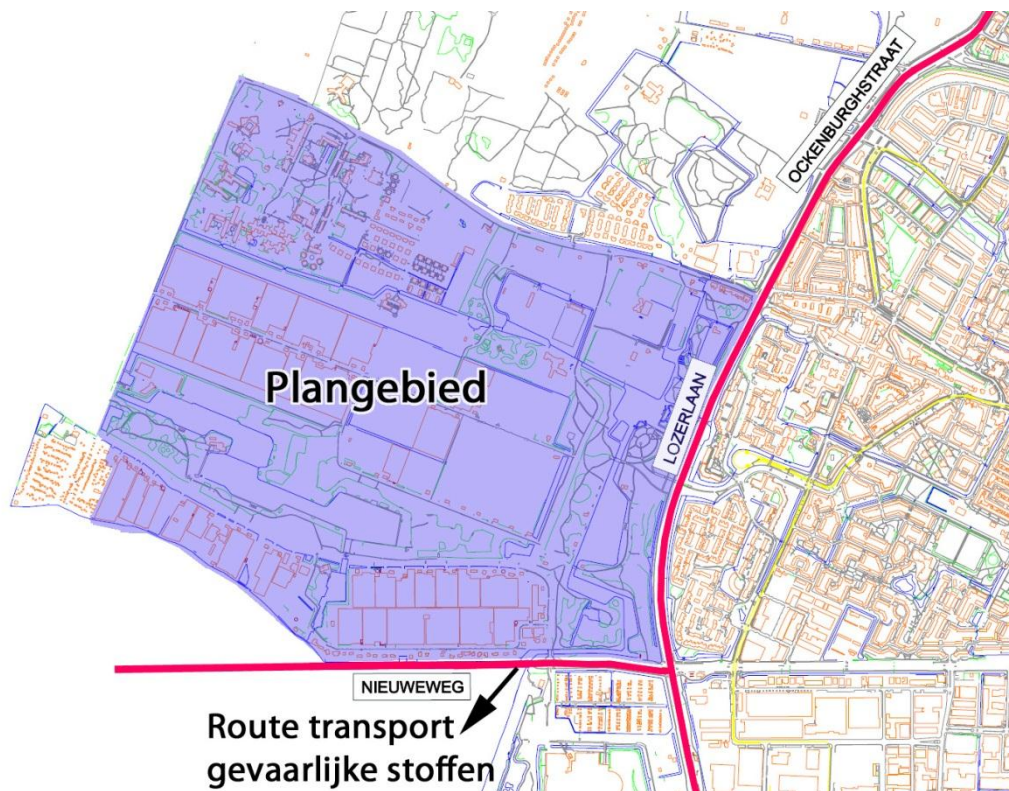 OCKENBURGHSTRAAT
Plangebied
LOZERLAAN
NIEUWEWEG
Route transport
gevaarlijke stoffen